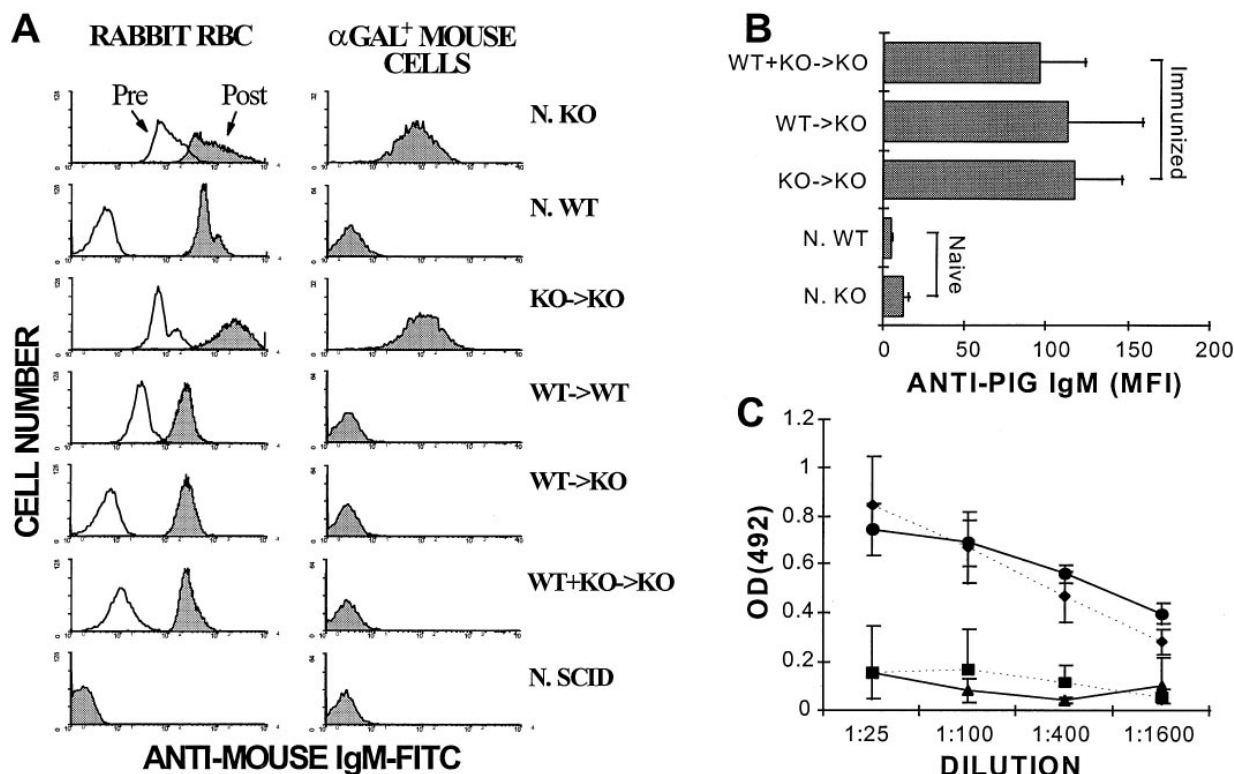 A
RABBIT RBC
αGAL+ MOUSE
CELLS
Pre
Post
N. KO
N. WT
KO->KO
WT->WT
WT->KO
WT+KO->KO
N. SCID
CELL NUMBER
ANTI-MOUSE IgM-FITC
B
WT+KO->KO
WT->KO
KO->KO
N. WT
N. KO
Immunized
Naive
0 50 100 150 200
ANTI-PIG IgM (MFI)
C
1.2
1
0.8
0.6
0.4
0.2
0
OD(492)
1:25 1:100 1:400 1:1600
DILUTION